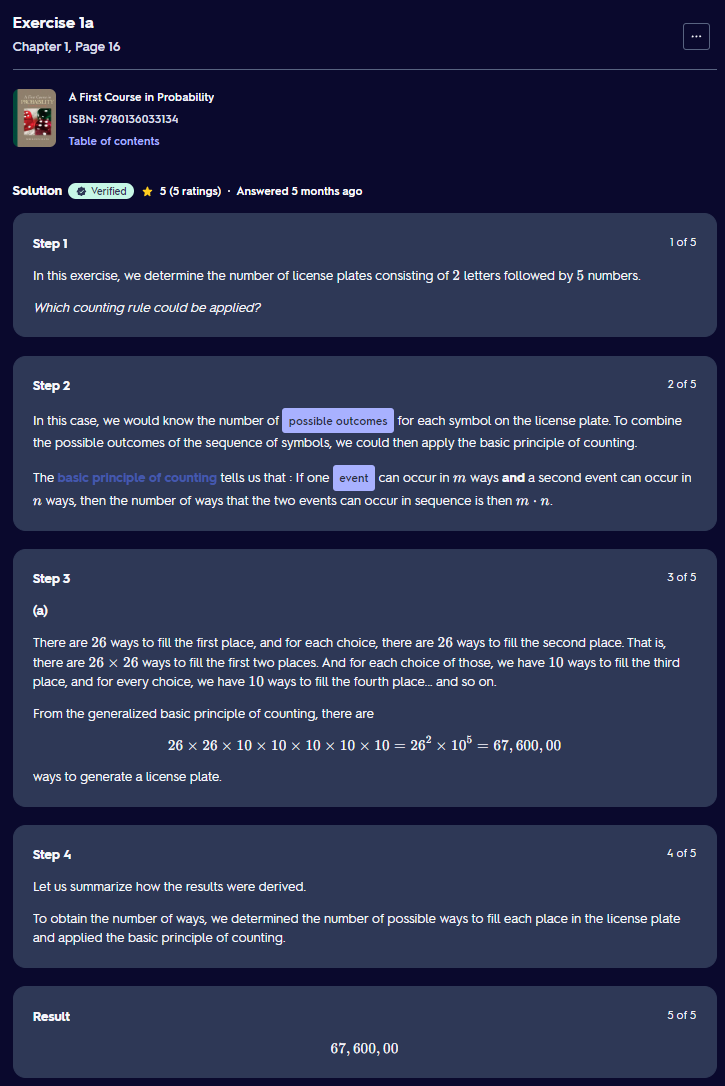 Exercise 1a
Chapter 1, Page 16
...
A First Course in Probability
ISBN: 9780136033134
Table of contents
Solution Verified 5 (5 ratings) · Answered 5 months ago
Step 1
1 of 5
In this exercise, we determine the number of license plates consisting of 2 letters followed by 5 numbers.
Which counting rule could be applied?
Step 2
2 of 5
In this case, we would know the number of possible outcomes for each symbol on the license plate. To combine
the possible outcomes of the sequence of symbols, we could then apply the basic principle of counting.
The basic principle of counting tells us that : If one event can occur in m ways and a second event can occur in
n ways, then the number of ways that the two events can occur in sequence is then m · n.
Step 3
3 of 5
(a)
There are 26 ways to fill the first place, and for each choice, there are 26 ways to fill the second place. That is,
there are 26 × 26 ways to fill the first two places. And for each choice of those, we have 10 ways to fill the third
place, and for every choice, we have 10 ways to fill the fourth place... and so on.
From the generalized basic principle of counting, there are
26 × 26 × 10 × 10 × 10 × 10 × 10 = 26² × 10⁵ = 67,600,00
ways to generate a license plate.
Step 4
4 of 5
Let us summarize how the results were derived.
To obtain the number of ways, we determined the number of possible ways to fill each place in the license plate
and applied the basic principle of counting.
Result
5 of 5
67,600,00